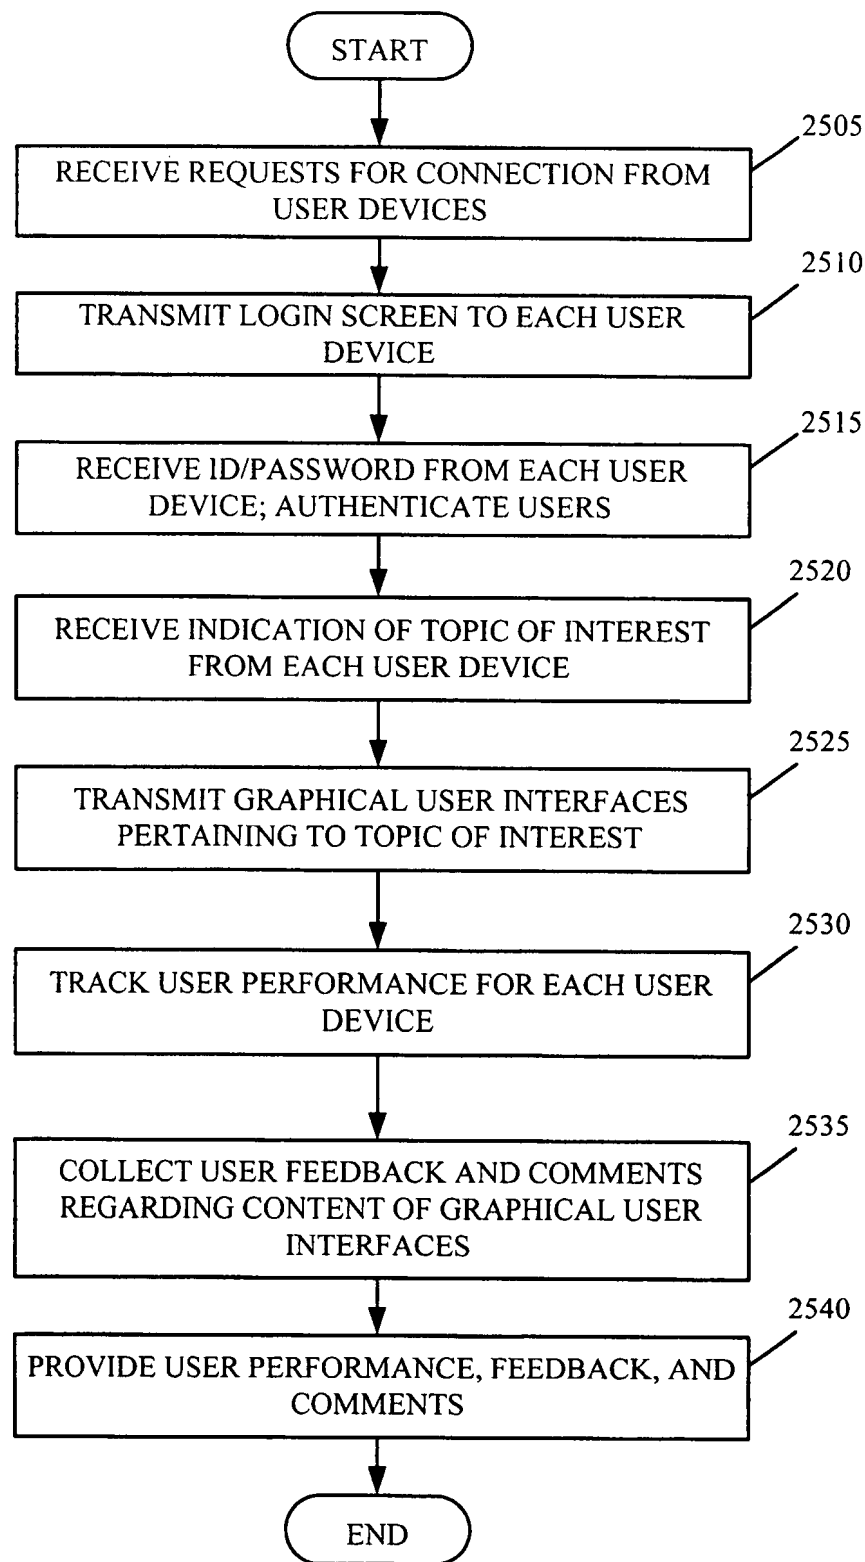 START
2505
RECEIVE REQUESTS FOR CONNECTION FROM
USER DEVICES
2510
TRANSMIT LOGIN SCREEN TO EACH USER
DEVICE
2515
RECEIVE ID/PASSWORD FROM EACH USER
DEVICE; AUTHENTICATE USERS
2520
RECEIVE INDICATION OF TOPIC OF INTEREST
FROM EACH USER DEVICE
2525
TRANSMIT GRAPHICAL USER INTERFACES
PERTAINING TO TOPIC OF INTEREST
2530
TRACK USER PERFORMANCE FOR EACH USER
DEVICE
2535
COLLECT USER FEEDBACK AND COMMENTS
REGARDING CONTENT OF GRAPHICAL USER
INTERFACES
2540
PROVIDE USER PERFORMANCE, FEEDBACK, AND
COMMENTS
END